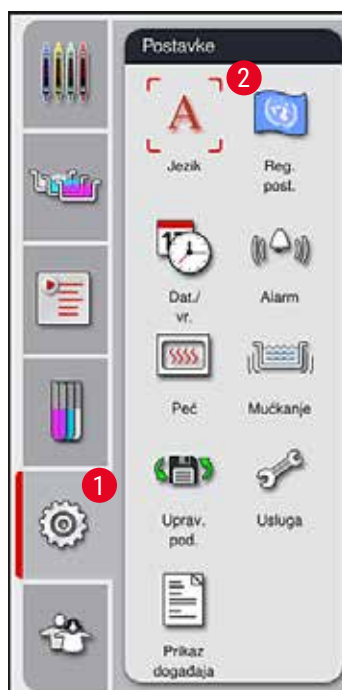 Postavke
2
A
Jezik
Reg.
post.
Dat./
vr.
Alarm
Peć
Mućkanje
1
Uprav.
pod.
Usluga
Prikaz
događaja